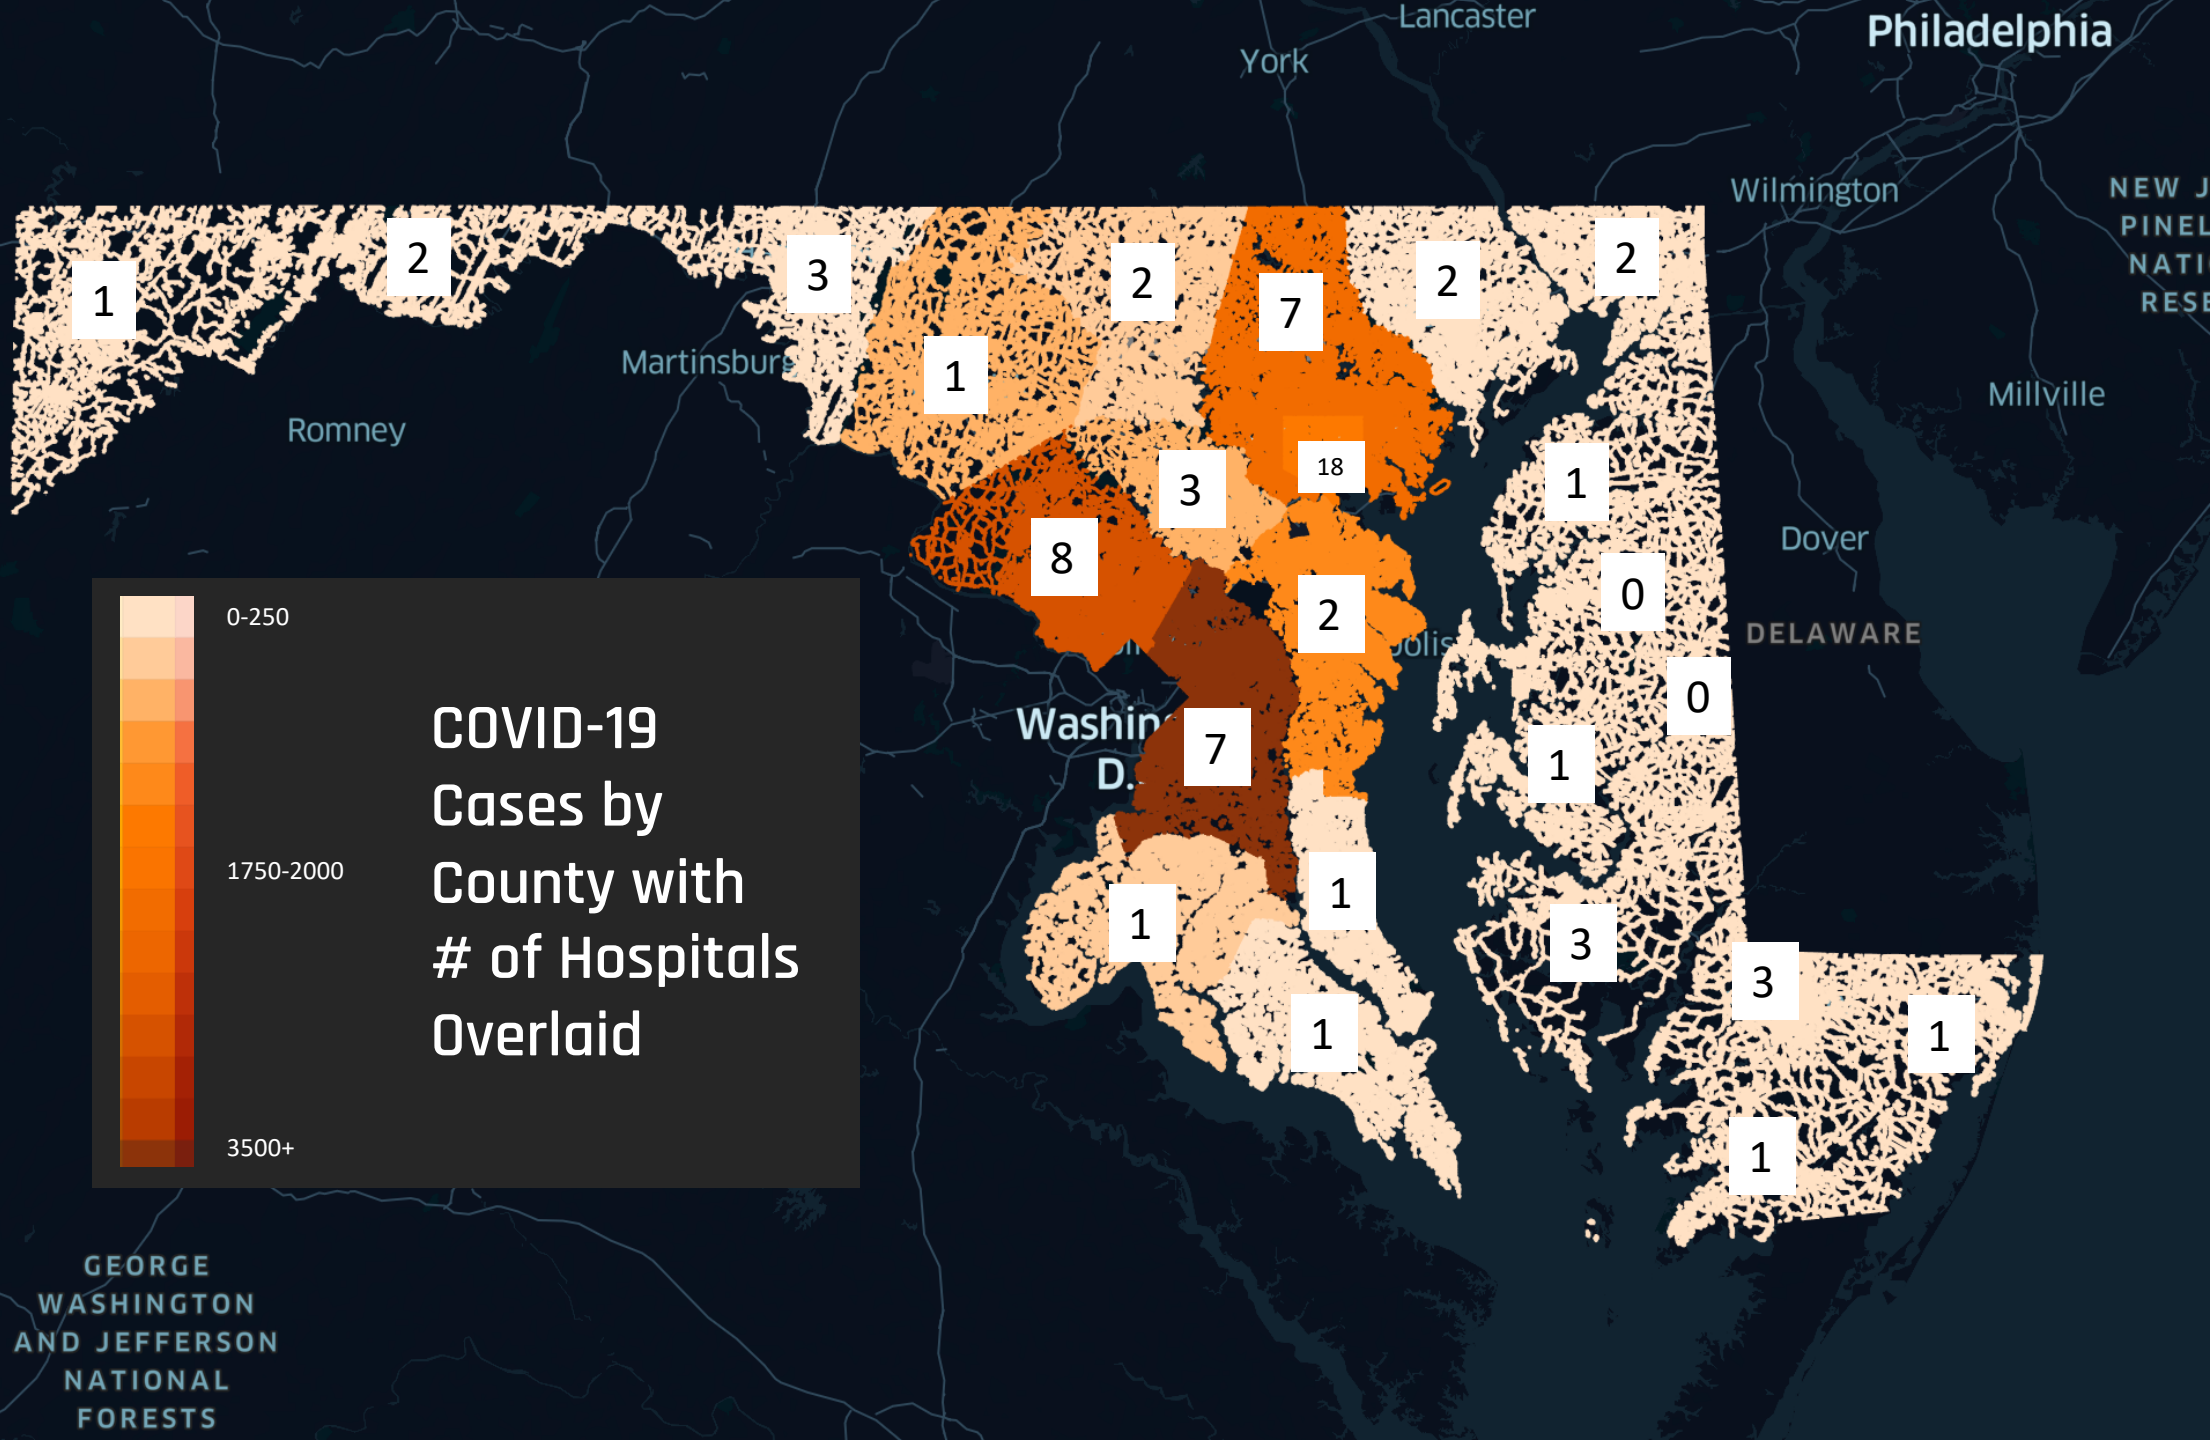 Lancaster
Philadelphia
York
Wilmington
NEW J
PINEL
NATI
RESE
2
2
3
2
2
7
1
1
Martinsburg
1
Millville
Romney
18
3
1
Dover
8
0
2
DELAWARE
polis
0
Washin
D.
7
1
0-250
1750-2000
3500+
COVID-19
Cases by
County with
# of Hospitals
Overlaid
1
1
3
3
1
1
1
GEORGE
WASHINGTON
AND JEFFERSON
NATIONAL
FORESTS